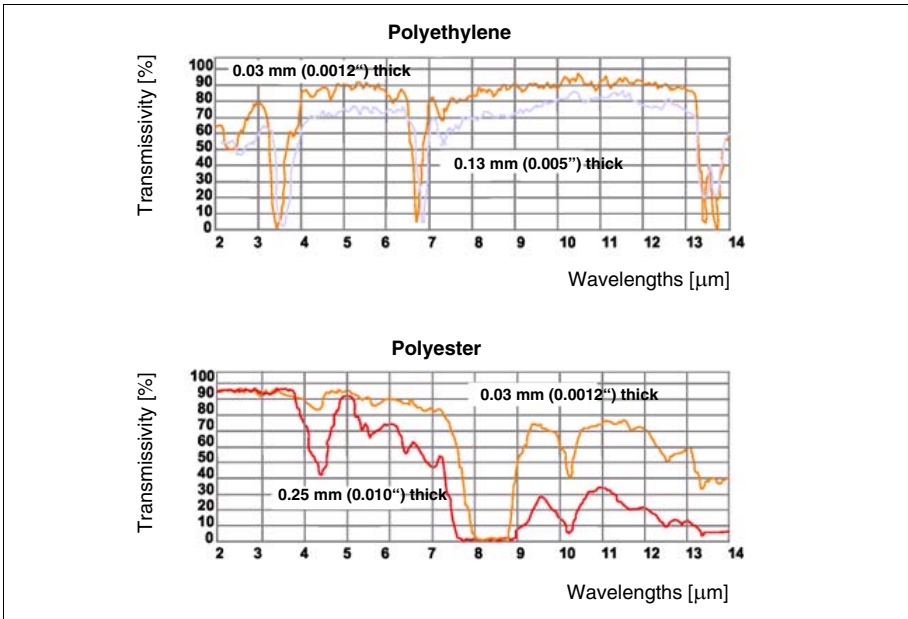 Polyethylene
Transmissivity [%]
100
90
80
70
60
50
40
30
20
10
0
0.03 mm (0.0012“) thick
0.13 mm (0.005”) thick
2 3 4 5 6 7 8 9 10 11 12 13 14
Wavelengths [μm]
Polyester
Transmissivity [%]
100
90
80
70
60
50
40
30
20
10
0
0.03 mm (0.0012“) thick
0.25 mm (0.010“) thick
2 3 4 5 6 7 8 9 10 11 12 13 14
Wavelengths [μm]